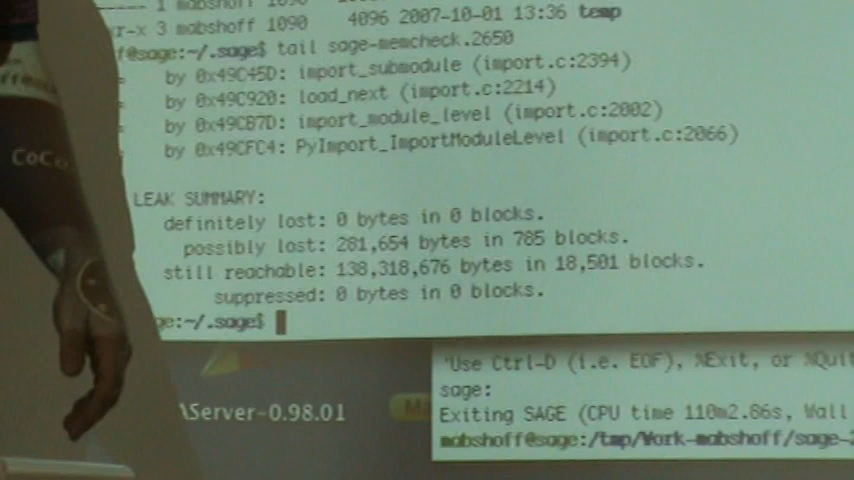 1 mabshoff 1090
r-x 3 mabshoff 1090 4096 2007-10-01 13:36 temp
f@sage:~/.sage$ tail sage-memcheck.2650
by 0x49C45D: import_submodule (import.c:2394)
by 0x49C920: load_next (import.c:2214)
by 0x49CB7D: import_module_level (import.c:2002)
by 0x49CFC4: PyImport_ImportModuleLevel (import.c:2066)
LEAK SUMMARY:
definitely lost: 0 bytes in 0 blocks.
possibly lost: 281,654 bytes in 785 blocks.
still reachable: 138,318,676 bytes in 18,501 blocks.
suppressed: 0 bytes in 0 blocks.
ge:~/.sage$
'Use Ctrl-D (i.e. EOF), %Exit, or %Quit
sage:
Exiting SAGE (CPU time 110m2.86s, Wall
mabshoff@sage:/tmp/Work-mabshoff/sage-2
\Server-0.98.01
CoCo